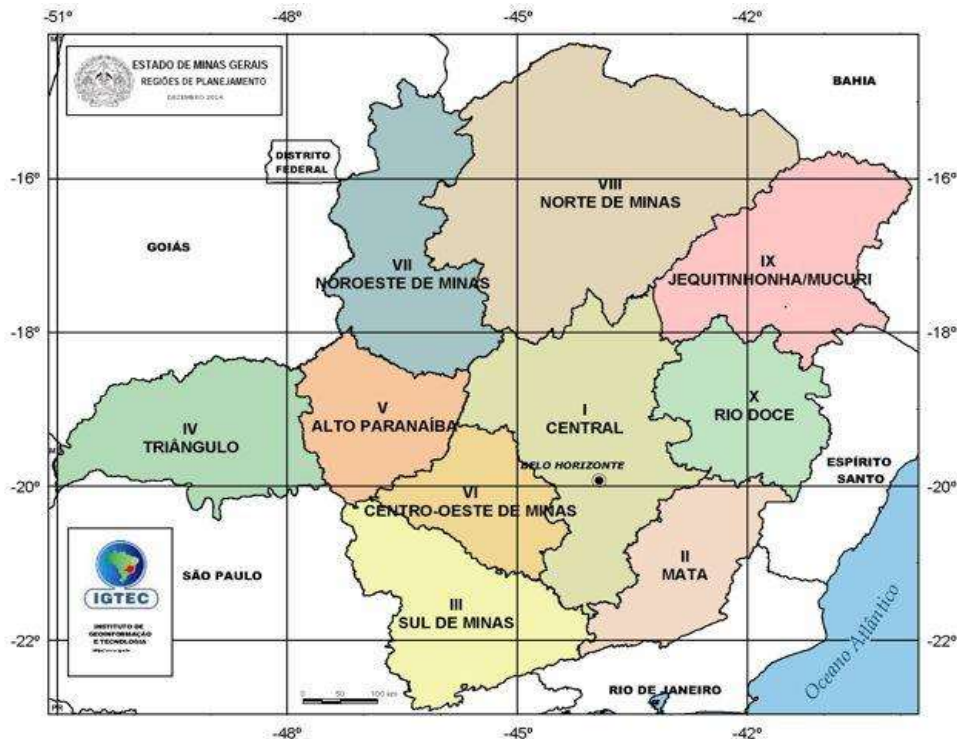 -51º
-48º
-45º
-42º
ESTADO DE MINAS GERAIS
REGIÕES DE PLANEJAMENTO
DEZEMBRO 2014
BAHIA
DISTRITO
FEDERAL
-16º
-16º
VIII
NORTE DE MINAS
GOIÁS
VII
NOROESTE DE MINAS
IX
JEQUITINHONHA/MUCURI
-18º
-18º
IV
TRIÂNGULO
V
ALTO PARANAÍBA
I
CENTRAL
X
RIO DOCE
BELO HORIZONTE
ESPÍRITO
SANTO
-20º
-20º
VI
CENTRO-OESTE DE MINAS
IGTEC
INSTITUTO DE
GEOINFORMAÇÃO
E TECNOLOGIA
SÃO PAULO
II
MATA
III
SUL DE MINAS
-22º
-22º
Oceano Atlântico
RIO DE JANEIRO
0 50 100 km
PR
-48º
-45º
-42º